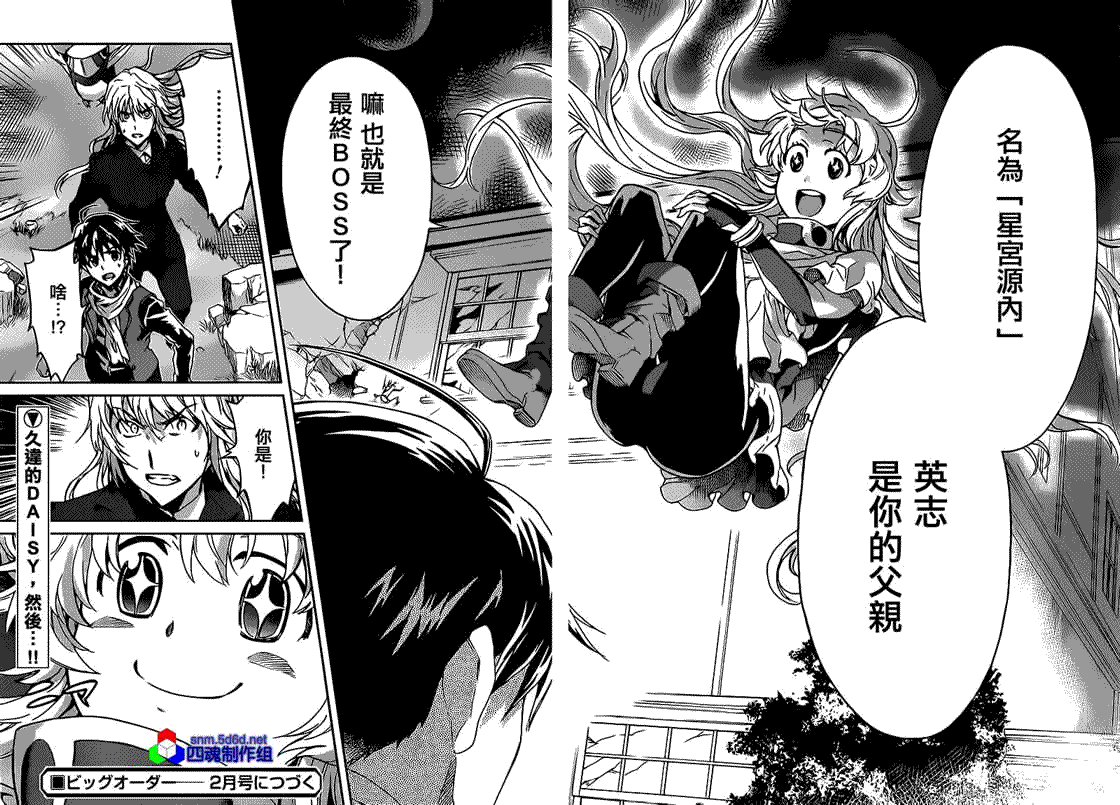 名為「星宮源內」
英志
是你的父親
嘛 也就是
最終BOSS了！
…………！
啥…!?
你是！
▼久違的DAISY，然後…!!
snm.5d6d.net
四魂制作组
■ビッグオーダー── 2月号につづく